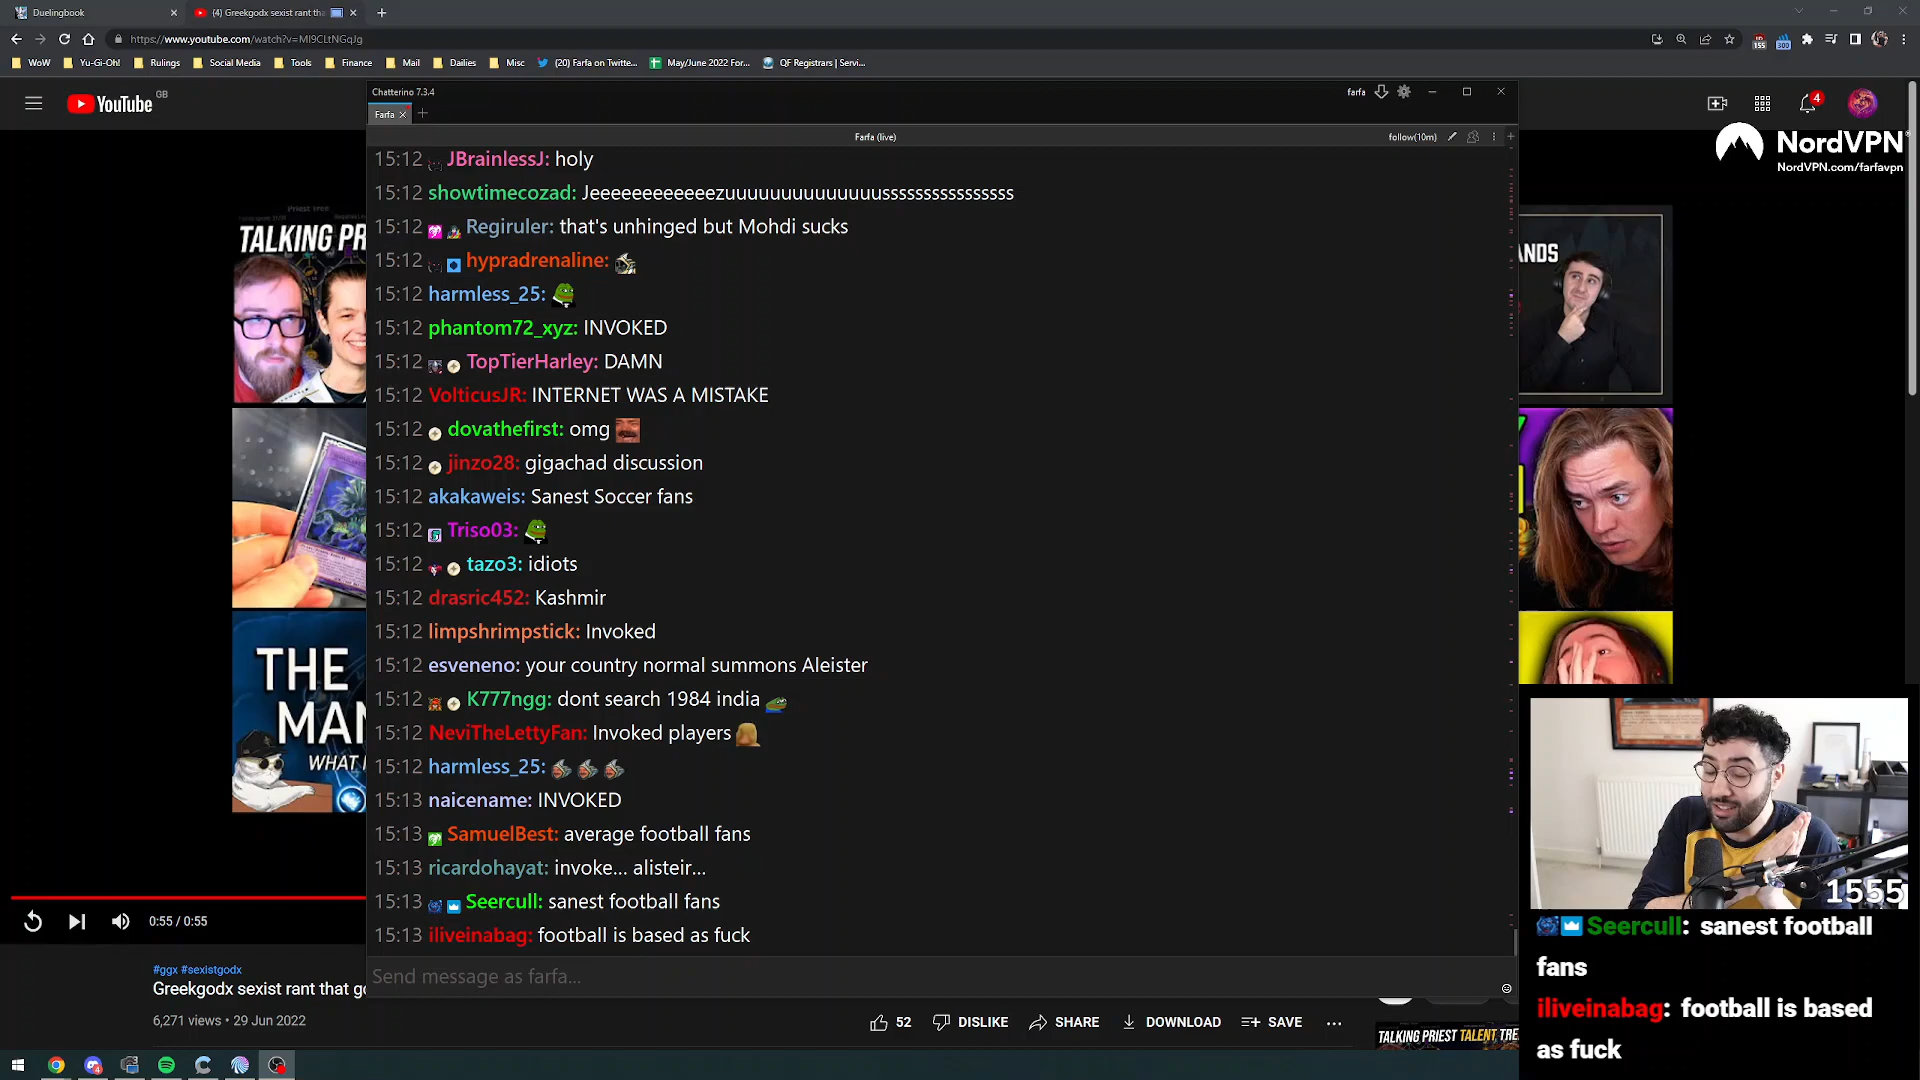 Duelingbook
(4) Greekgodx sexist rant tha
https://www.youtube.com/watch?v=MI9CLtNGqJg
155
300
WoW
Yu-Gi-Oh!
Rulings
Social Media
Tools
Finance
Mail
Dailies
Misc
(20) Farfa on Twitte...
May/June 2022 For...
QF Registrars | Servi...
YouTube GB
4
Chatterino 7.3.4
farfa
Farfa
Farfa (live)
follow(10m)
NordVPN®
NordVPN.com/farfavpn
15:12 JBrainlessJ: holy
15:12 showtimecozad: Jeeeeeeeeeeeezuuuuuuuuuuuuuussssssssssssssss
15:12 Regiruler: that's unhinged but Mohdi sucks
15:12 hypradrenaline:
15:12 harmless_25:
15:12 phantom72_xyz: INVOKED
15:12 TopTierHarley: DAMN
15:12 VolticusJR: INTERNET WAS A MISTAKE
15:12 dovathefirst: omg
15:12 jinzo28: gigachad discussion
15:12 akakaweis: Sanest Soccer fans
15:12 Triso03:
15:12 tazo3: idiots
15:12 drasric452: Kashmir
15:12 limpshrimpstick: Invoked
15:12 esveneno: your country normal summons Aleister
15:12 K777ngg: dont search 1984 india
15:12 NeviTheLettyFan: Invoked players
15:12 harmless_25:
15:13 naicename: INVOKED
15:13 SamuelBest: average football fans
15:13 ricardohayat: invoke... alisteir...
15:13 Seercull: sanest football fans
15:13 iliveinabag: football is based as fuck
Send message as farfa...
Priest tree
TALKING PR
THE
MAN
WHAT
ANDS
0:55 / 0:55
#ggx #sexistgodx
Greekgodx sexist rant that go
6,271 views • 29 Jun 2022
52
DISLIKE
SHARE
DOWNLOAD
SAVE
TALKING PRIEST TALENT TRE
1555
Seercull: sanest football
fans
iliveinabag: football is based
as fuck